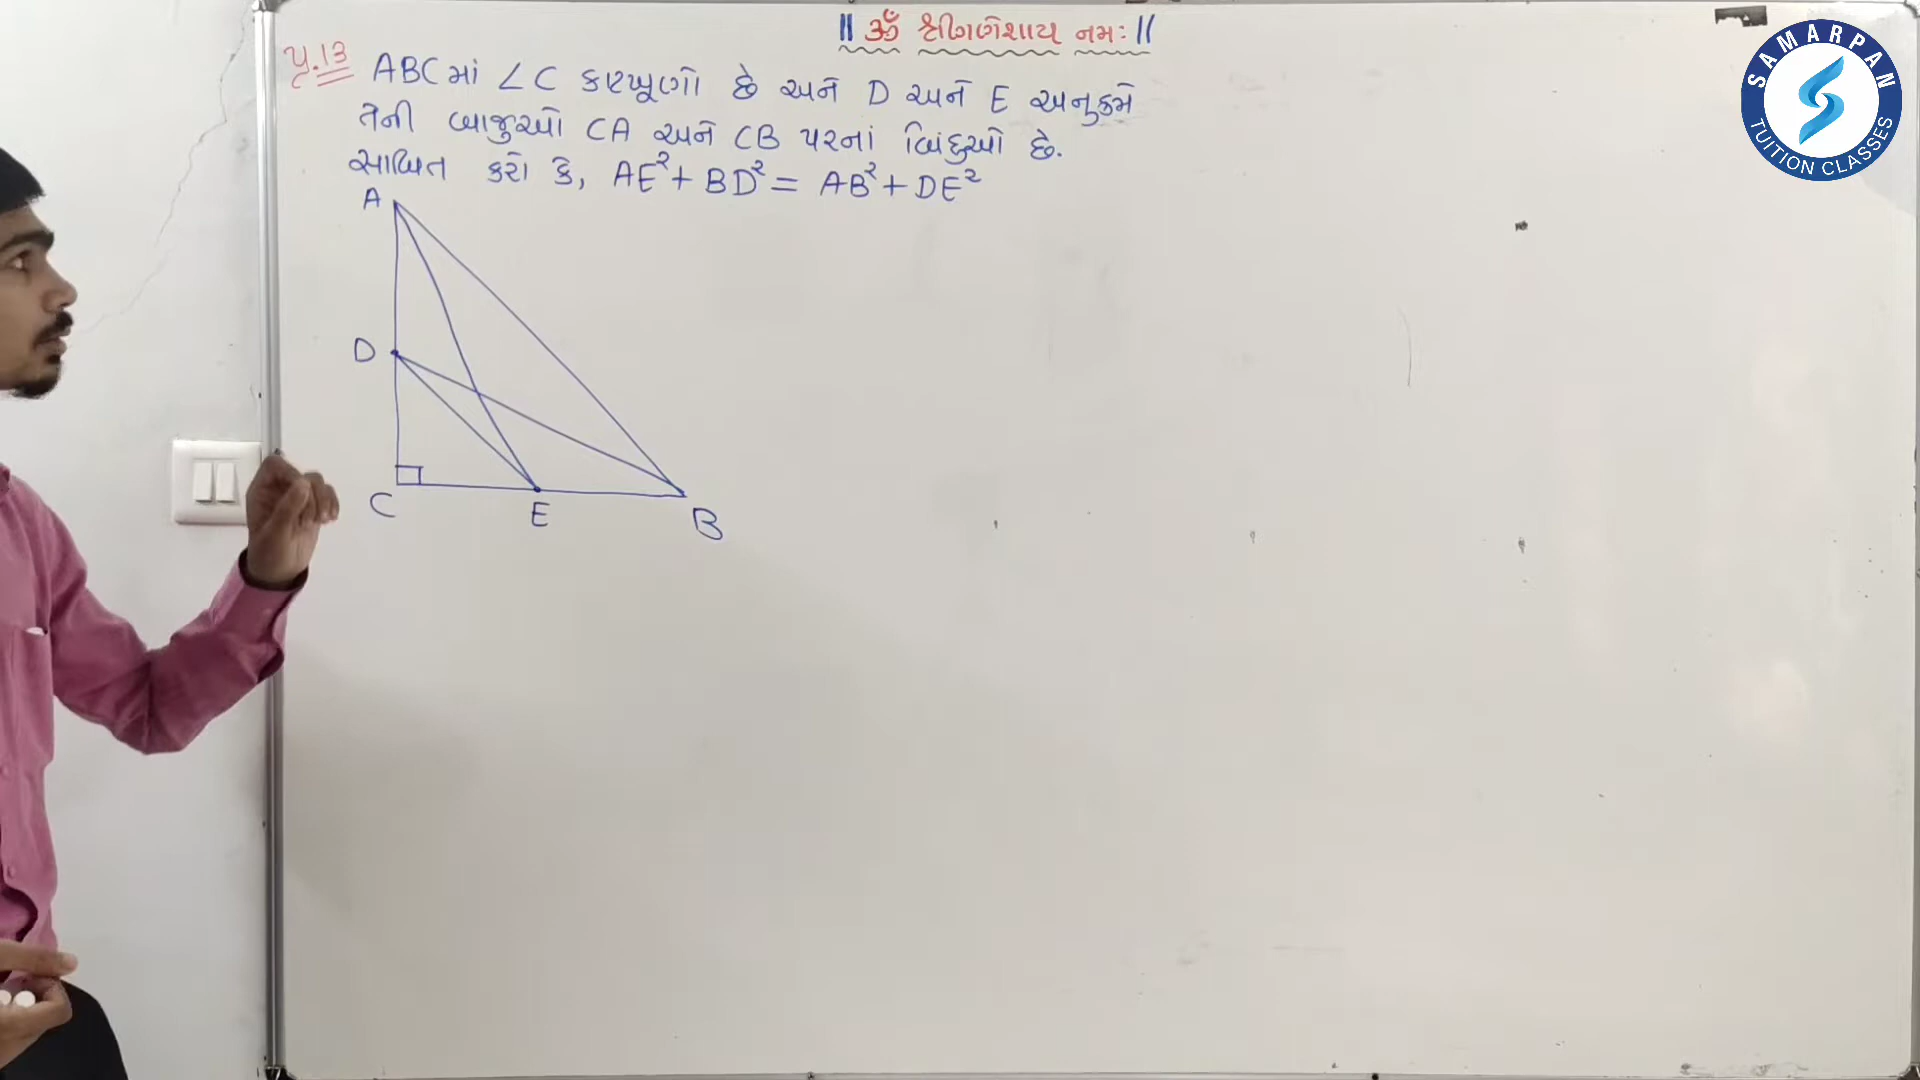 || ૐ શ્રી ગણેશાય નમઃ ||
પ્ર.13 ABC માં ∠C કાટખૂણો છે અને D અને E અનુક્રમે
તેની બાજુઓ CA અને CB પરનાં બિંદુઓ છે.
સાબિત કરો કે, AE² + BD² = AB² + DE²
A
D
C
E
B
SAMARPAN
TUITION CLASSES